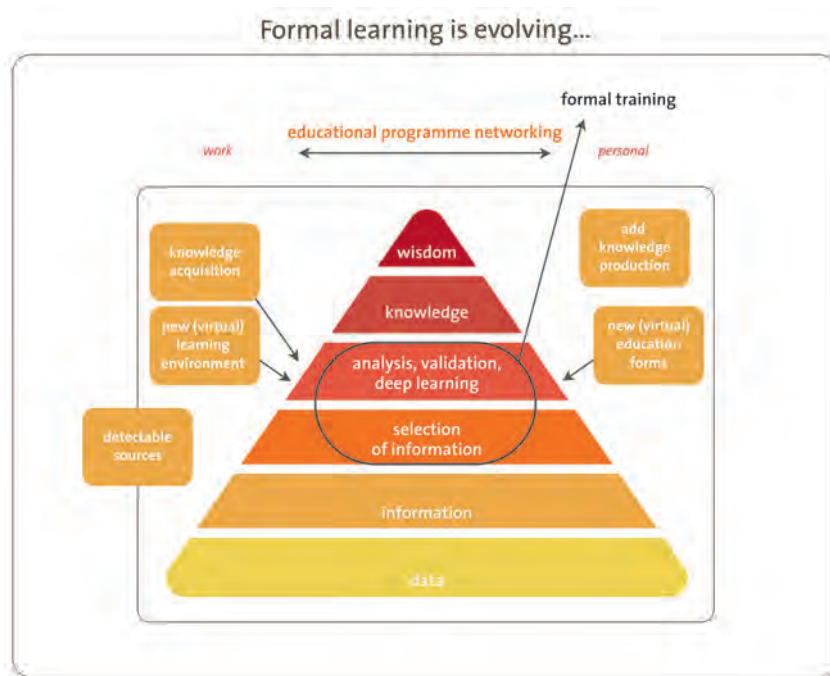 Formal learning is evolving...
formal training
educational programme networking
work
personal
knowledge
acquisition
add
knowledge
production
wisdom
knowledge
new (virtual)
learning
environment
new (virtual)
education
forms
analysis, validation,
deep learning
detectable
sources
selection
of information
information
data